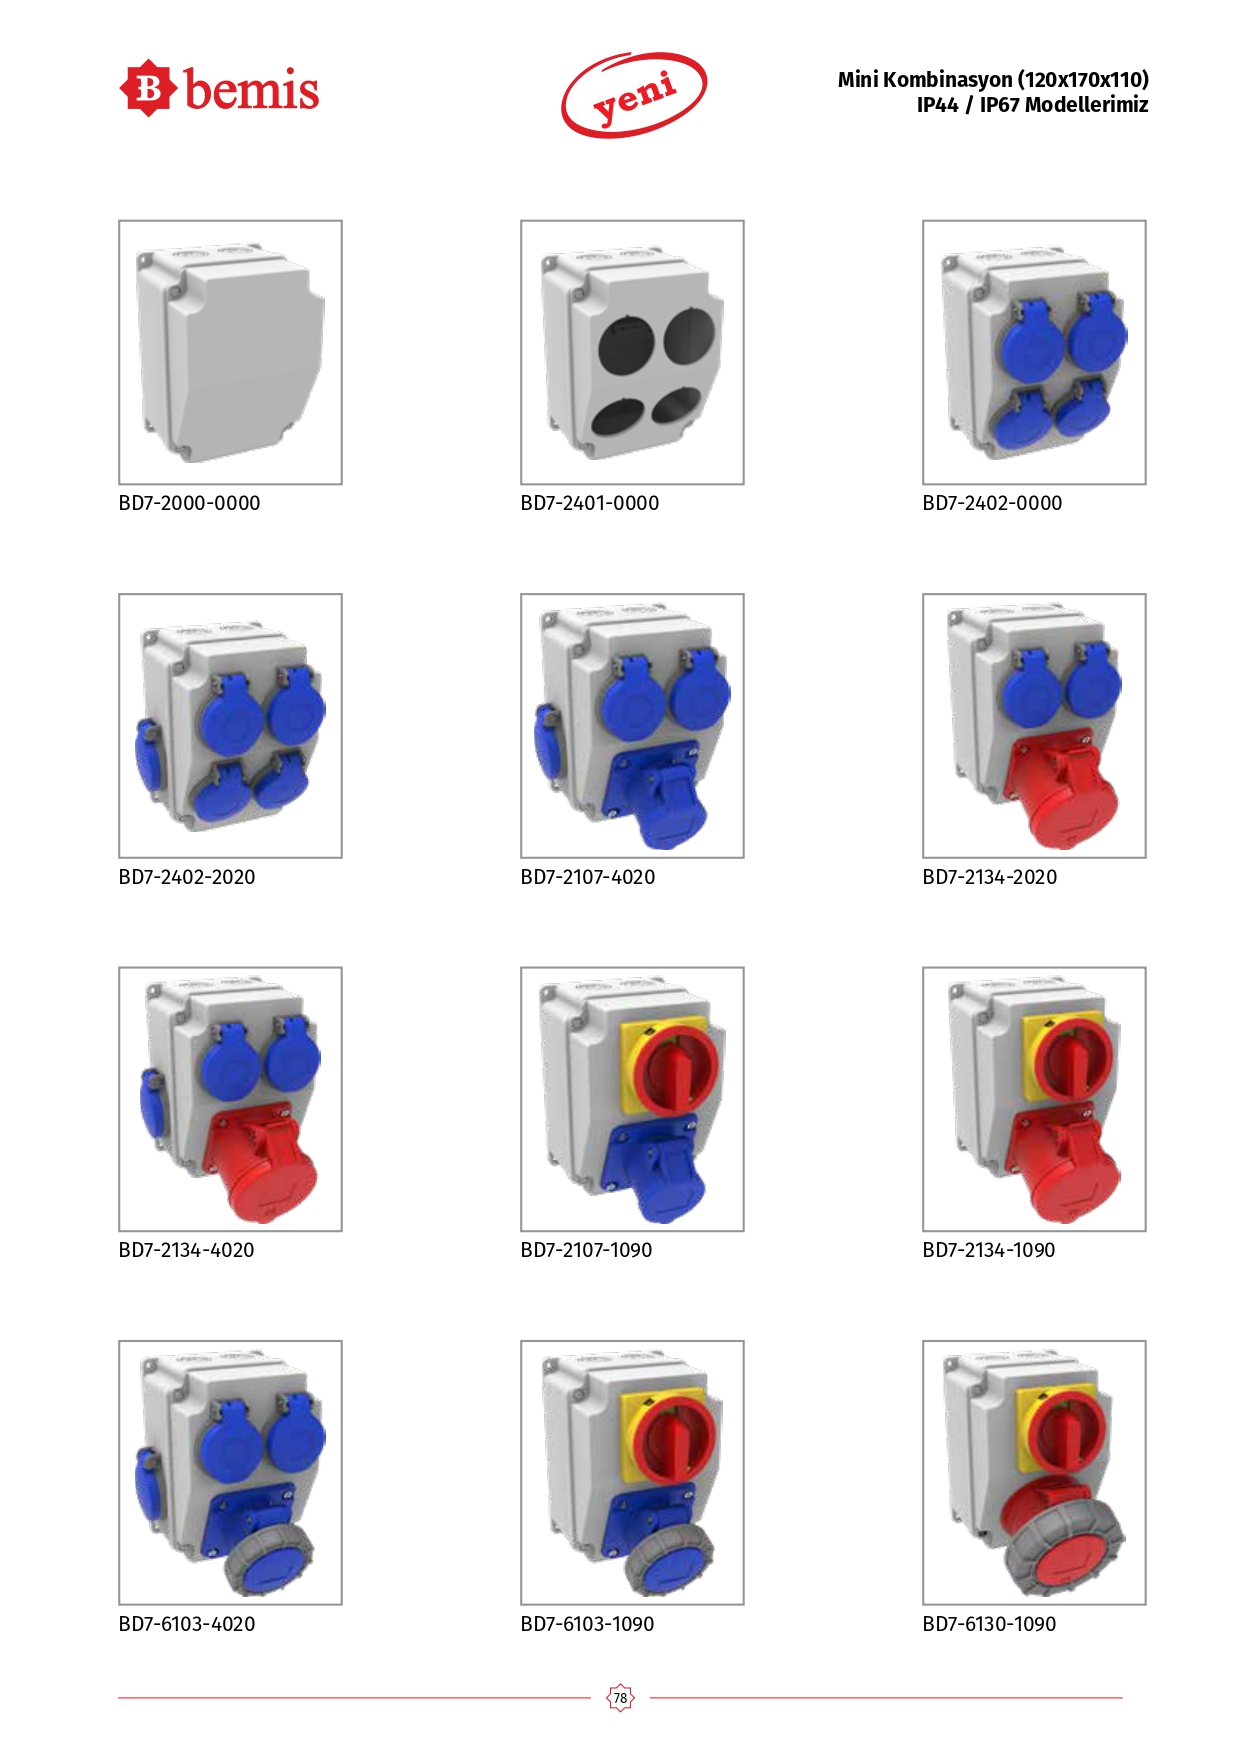 B bemis
yeni
Mini Kombinasyon (120x170x110)
IP44 / IP67 Modellerimiz
BD7-2000-0000
BD7-2401-0000
BD7-2402-0000
BD7-2402-2020
BD7-2107-4020
BD7-2134-2020
BD7-2134-4020
BD7-2107-1090
BD7-2134-1090
BD7-6103-4020
BD7-6103-1090
BD7-6130-1090
78